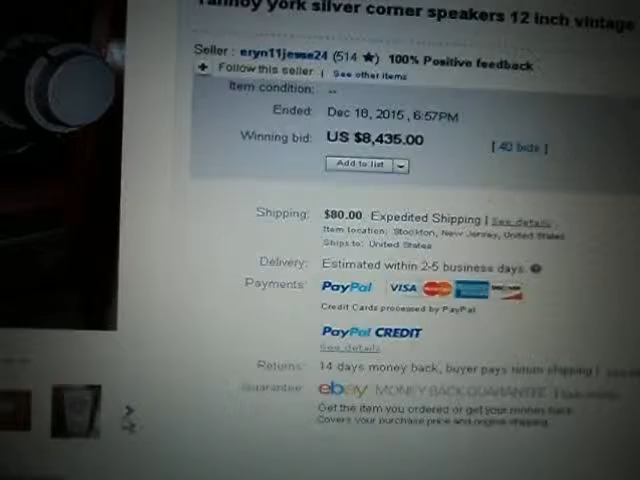 Tannoy york silver corner speakers 12 inch vintage
Seller : eryn11jesse24 (514 ★) 100% Positive feedback
+ Follow this seller | See other items
Item condition: --
Ended: Dec 18, 2015 , 6:57PM
Winning bid: US $8,435.00 [ 40 bids ]
Add to list
Shipping: $80.00 Expedited Shipping | See details
Item location: Stockton, New Jersey, United States
Ships to: United States
Delivery: Estimated within 2-5 business days
Payments: PayPal VISA
Credit Cards processed by PayPal
PayPal CREDIT
See details
Returns: 14 days money back, buyer pays return shipping |
Guarantee: ebay MONEY BACK GUARANTEE |
Get the item you ordered or get your money back
Covers your purchase price and original shipping